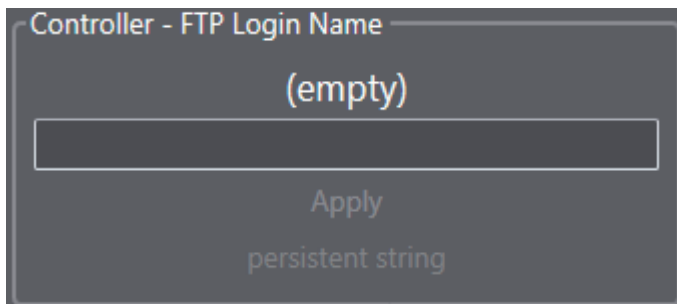 Controller - FTP Login Name
(empty)
Apply
persistent string